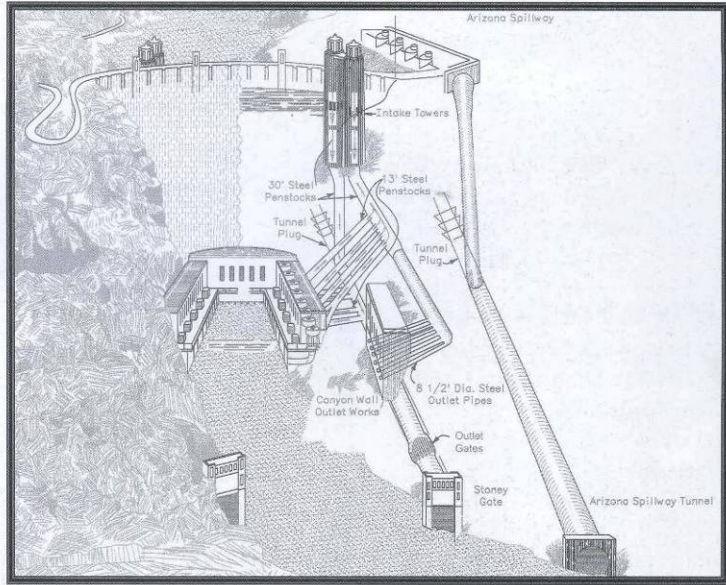 Arizona Spillway
Intake Towers
30' Steel
Penstocks
13' Steel
Penstocks
Tunnel
Plug
Tunnel
Plug
8 1/2' Dia. Steel
Outlet Pipes
Canyon Wall
Outlet Works
Outlet
Gates
Stoney
Gate
Arizona Spillway Tunnel